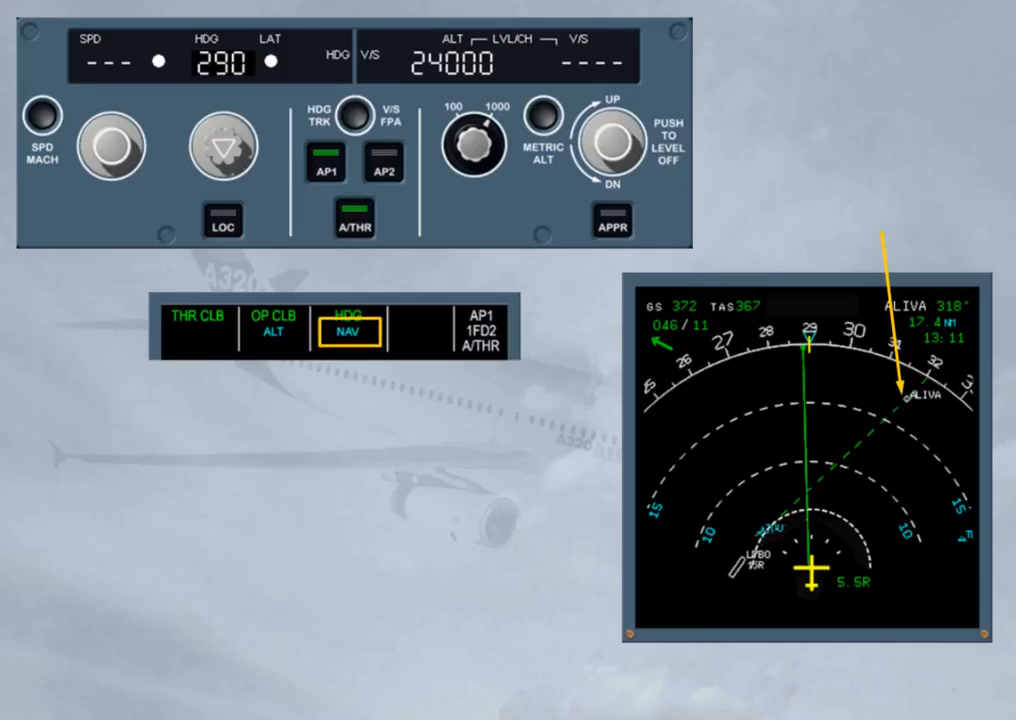 SPD HDG LAT ALT LVL/CH V/S
HDG V/S
--- 290 24000 ----
SPD
MACH
HDG V/S
TRK FPA
100 1000
METRIC
ALT
UP
DN
PUSH
TO
LEVEL
OFF
AP1 AP2
LOC A/THR APPR
A320
THR CLB OP CLB HDG AP1
ALT NAV 1FD2
A/THR
A320
GS 372 TAS367 ALIVA 318°
046/11 17.4NM
13:11
25 26 27 28 29 30 31 32
ALIVA
15 15
10 10
LFBO
15R
5.5R